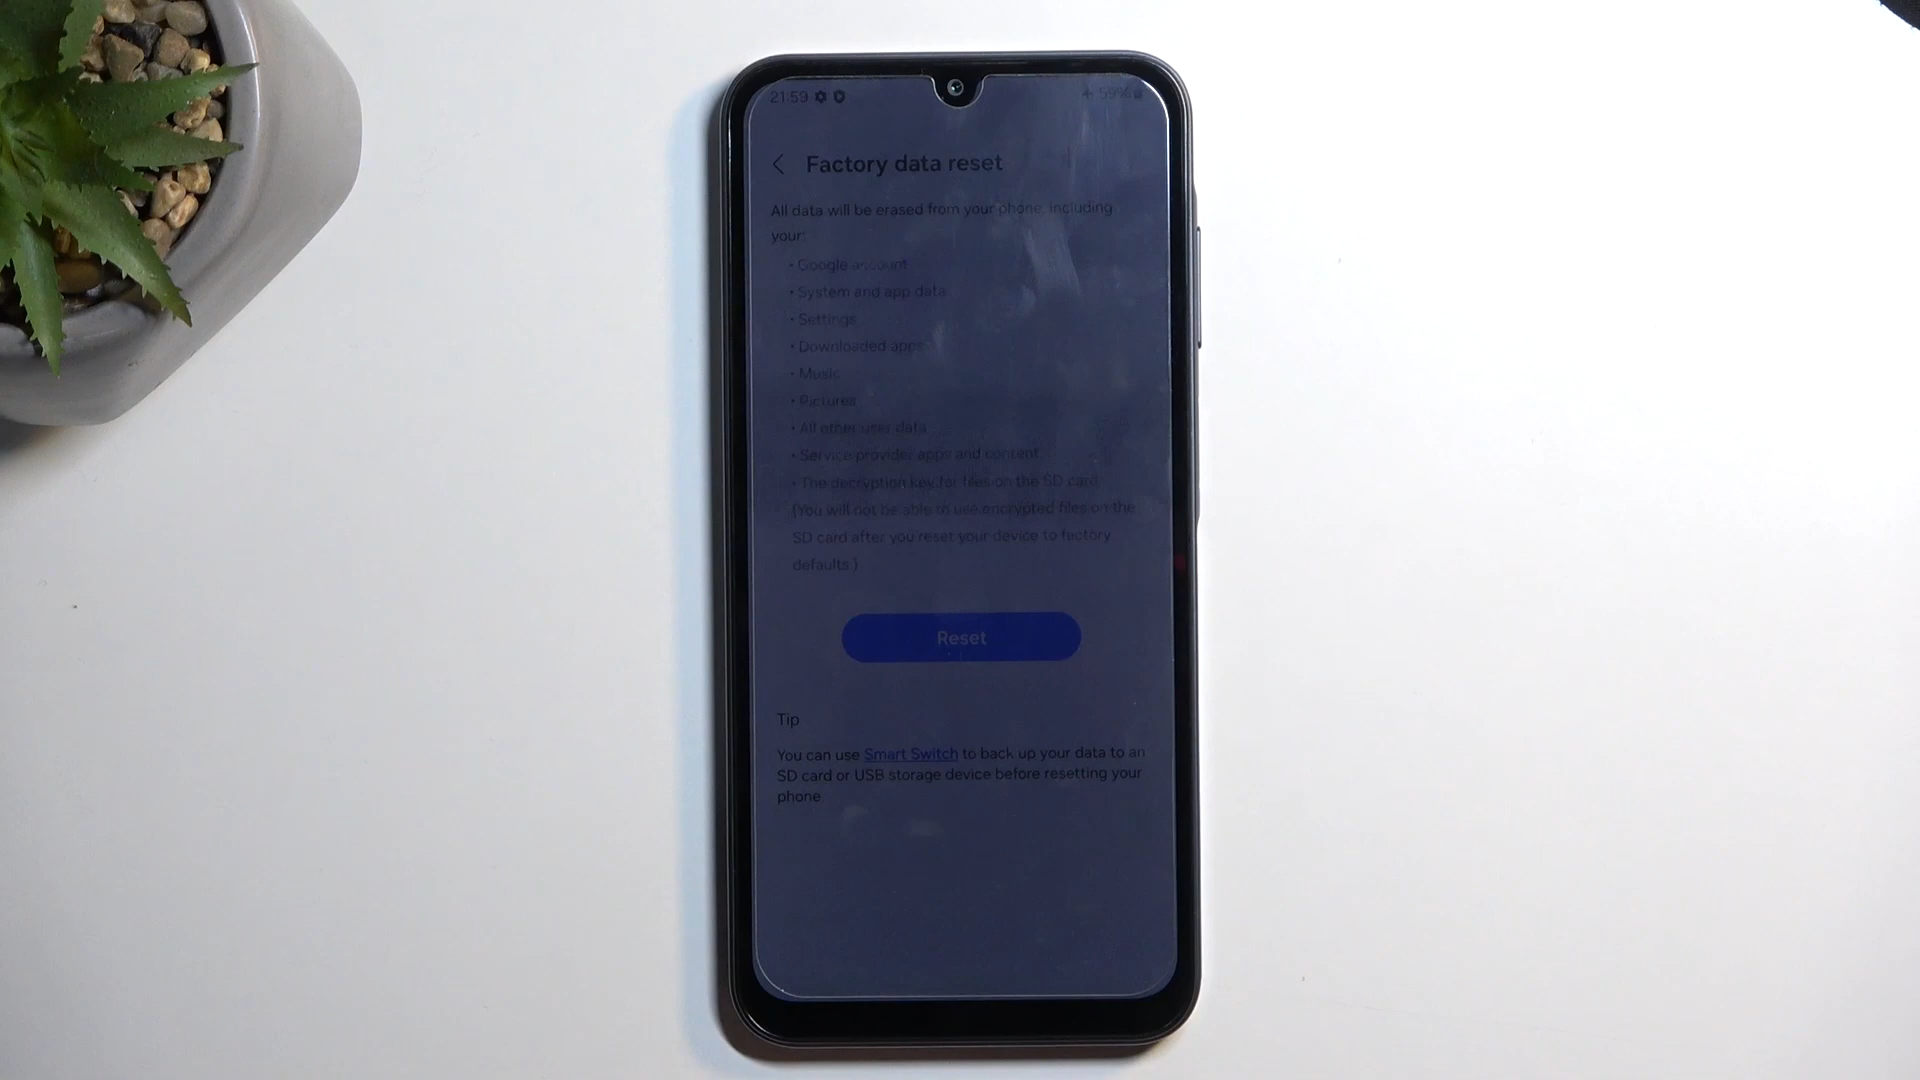 21:59
59%
Factory data reset
All data will be erased from your phone, including
your:
• Google account
• System and app data
• Settings
• Downloaded apps
• Music
• Pictures
• All other user data
• Service provider apps and content
• The decryption key for files on the SD card
(You will not be able to use encrypted files on the
SD card after you reset your device to factory
defaults.)
Reset
Tip
You can use Smart Switch to back up your data to an
SD card or USB storage device before resetting your
phone.